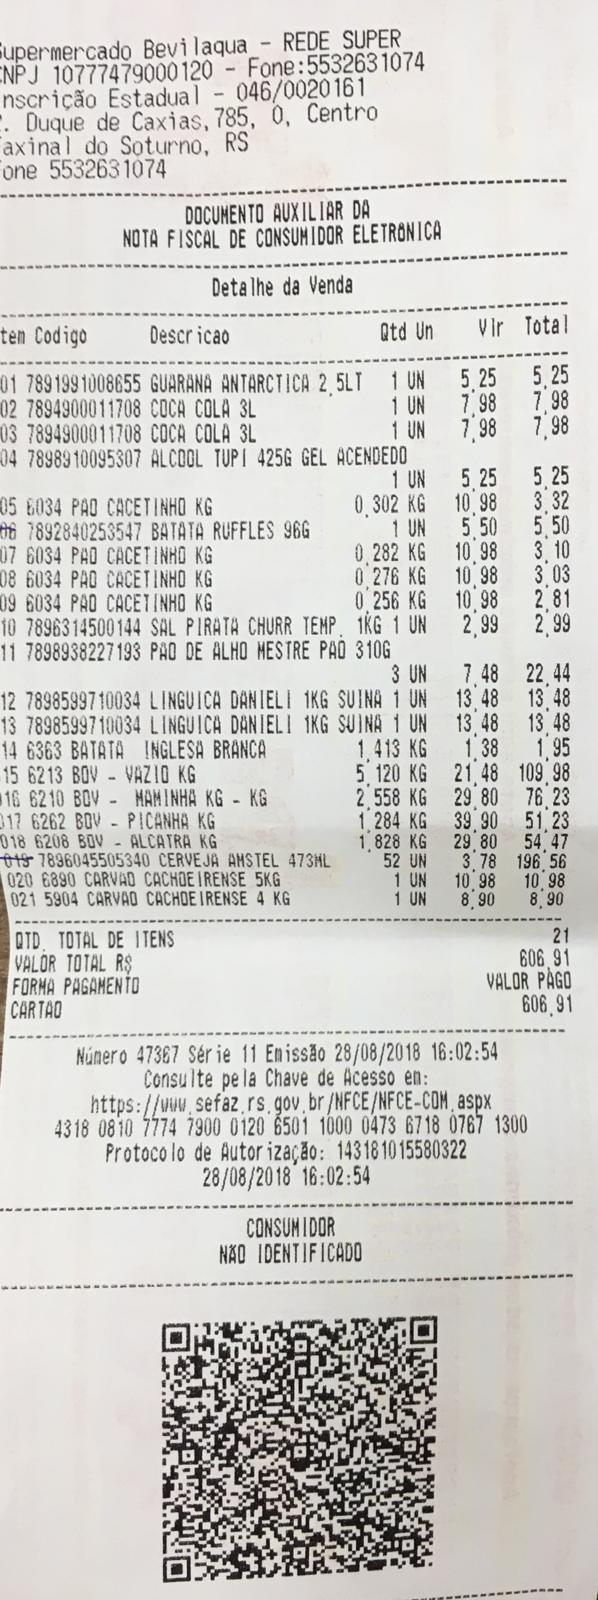 upermercado Bevilaqua - REDE SUPER
NPJ 10777479000120 - Fone:5532631074
nscrição Estadual - 046/0020161
. Duque de Caxias,785, 0, Centro
axinal do Soturno, RS
one 5532631074
DOCUMENTO AUXILIAR DA
NOTA FISCAL DE CONSUMIDOR ELETRÔNICA
Detalhe da Venda
tem Codigo Descricao Qtd Un Vlr Total
01 7891991008655 GUARANA ANTARCTICA 2,5LT 1 UN 5,25 5,25
02 7894900011708 COCA COLA 3L 1 UN 7,98 7,98
03 7894900011708 COCA COLA 3L 1 UN 7,98 7,98
04 7898910095307 ALCOOL TUPI 425G GEL ACENDEDO
1 UN 5,25 5,25
05 6034 PAO CACETINHO KG 0,302 KG 10,98 3,32
06 7892840253547 BATATA RUFFLES 96G 1 UN 5,50 5,50
07 6034 PAO CACETINHO KG 0,282 KG 10,98 3,10
08 6034 PAO CACETINHO KG 0,276 KG 10,98 3,03
09 6034 PAO CACETINHO KG 0,256 KG 10,98 2,81
10 7896314500144 SAL PIRATA CHURR TEMP. 1KG 1 UN 2,99 2,99
11 7898938227193 PAO DE ALHO MESTRE PAO 310G
3 UN 7,48 22,44
12 7898599710034 LINGUICA DANIELI 1KG SUINA 1 UN 13,48 13,48
13 7898599710034 LINGUICA DANIELI 1KG SUINA 1 UN 13,48 13,48
14 6363 BATATA INGLESA BRANCA 1,413 KG 1,38 1,95
15 6213 BOV - VAZIO KG 5,120 KG 21,48 109,98
016 6210 BOV - MAMINHA KG - KG 2,558 KG 29,80 76,23
017 6262 BOV - PICANHA KG 1,284 KG 39,90 51,23
018 6208 BOV - ALCATRA KG 1,828 KG 29,80 54,47
019 7896045505340 CERVEJA AMSTEL 473ML 52 UN 3,78 196,56
020 6890 CARVAO CACHOEIRENSE 5KG 1 UN 10,98 10,98
021 5904 CARVAO CACHOEIRENSE 4 KG 1 UN 8,90 8,90
QTD. TOTAL DE ITENS 21
VALOR TOTAL R$ 606,91
FORMA PAGAMENTO VALOR PAGO
CARTAO 606,91
Número 47367 Série 11 Emissão 28/08/2018 16:02:54
Consulte pela Chave de Acesso em:
https://www.sefaz.rs.gov.br/NFCE/NFCE-COM.aspx
4318 0810 7774 7900 0120 6501 1000 0473 6718 0767 1300
Protocolo de Autorização: 143181015580322
28/08/2018 16:02:54
CONSUMIDOR
NÃO IDENTIFICADO